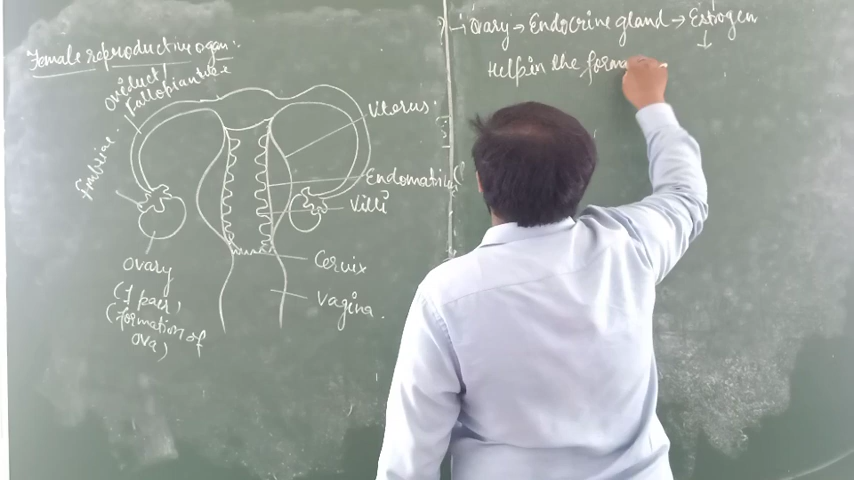 Female reproductive organ:
Oviduct/
Fallopian tube
Fimbriae.
Ovary
(1 pair)
(formation of
ova)
Uterus.
Villi
Cervix
Vagina.
→ Ovary → Endocrine gland → Estrogen
↓
Help in the forma